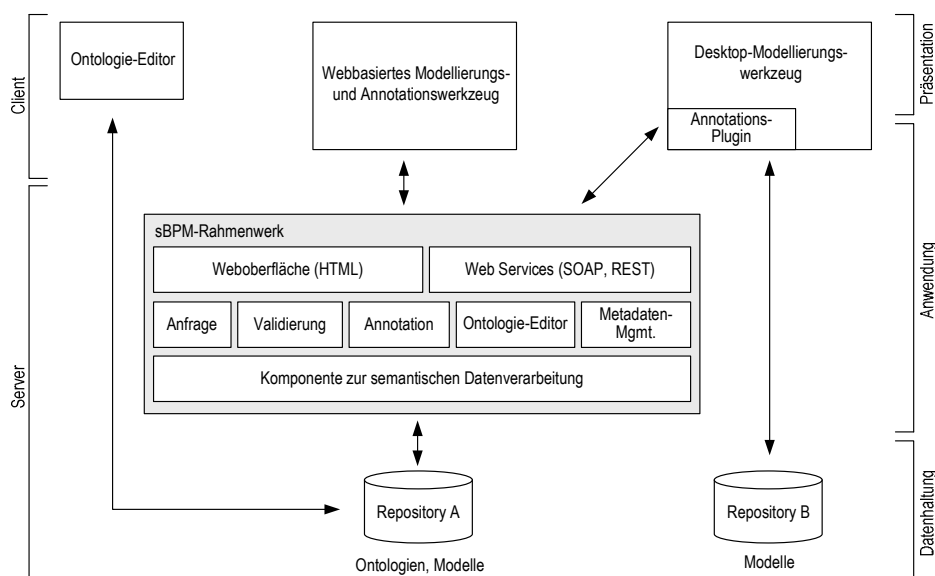 Client
Server
Präsentation
Anwendung
Datenhaltung
Ontologie-Editor
Webbasiertes Modellierungs-
und Annotationswerkzeug
Desktop-Modellierungs-
werkzeug
Annotations-
Plugin
sBPM-Rahmenwerk
Weboberfläche (HTML)
Web Services (SOAP, REST)
Anfrage
Validierung
Annotation
Ontologie-Editor
Metadaten-
Mgmt.
Komponente zur semantischen Datenverarbeitung
Repository A
Ontologien, Modelle
Repository B
Modelle